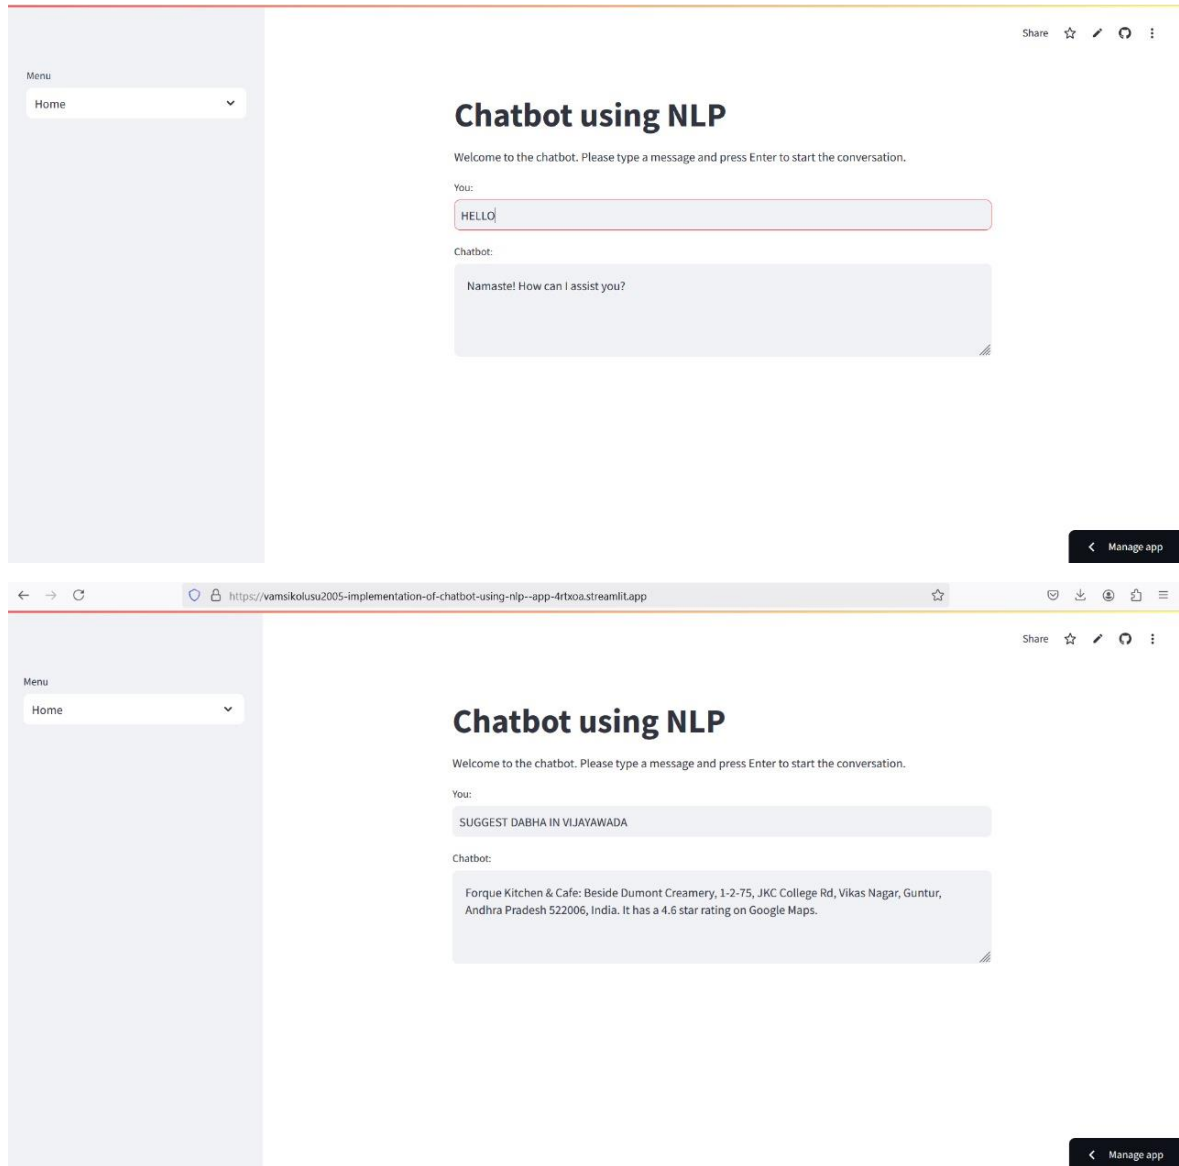 Share
Menu
Home
Chatbot using NLP
Welcome to the chatbot. Please type a message and press Enter to start the conversation.
You:
HELLO
Chatbot:
Namaste! How can I assist you?
Manage app
https://vamsikolusu2005-implementation-of-chatbot-using-nlp--app-4rtxoa.streamlit.app
Share
Menu
Home
Chatbot using NLP
Welcome to the chatbot. Please type a message and press Enter to start the conversation.
You:
SUGGEST DABHA IN VIJAYAWADA
Chatbot:
Forque Kitchen & Cafe: Beside Dumont Creamery, 1-2-75, JKC College Rd, Vikas Nagar, Guntur,
Andhra Pradesh 522006, India. It has a 4.6 star rating on Google Maps.
Manage app